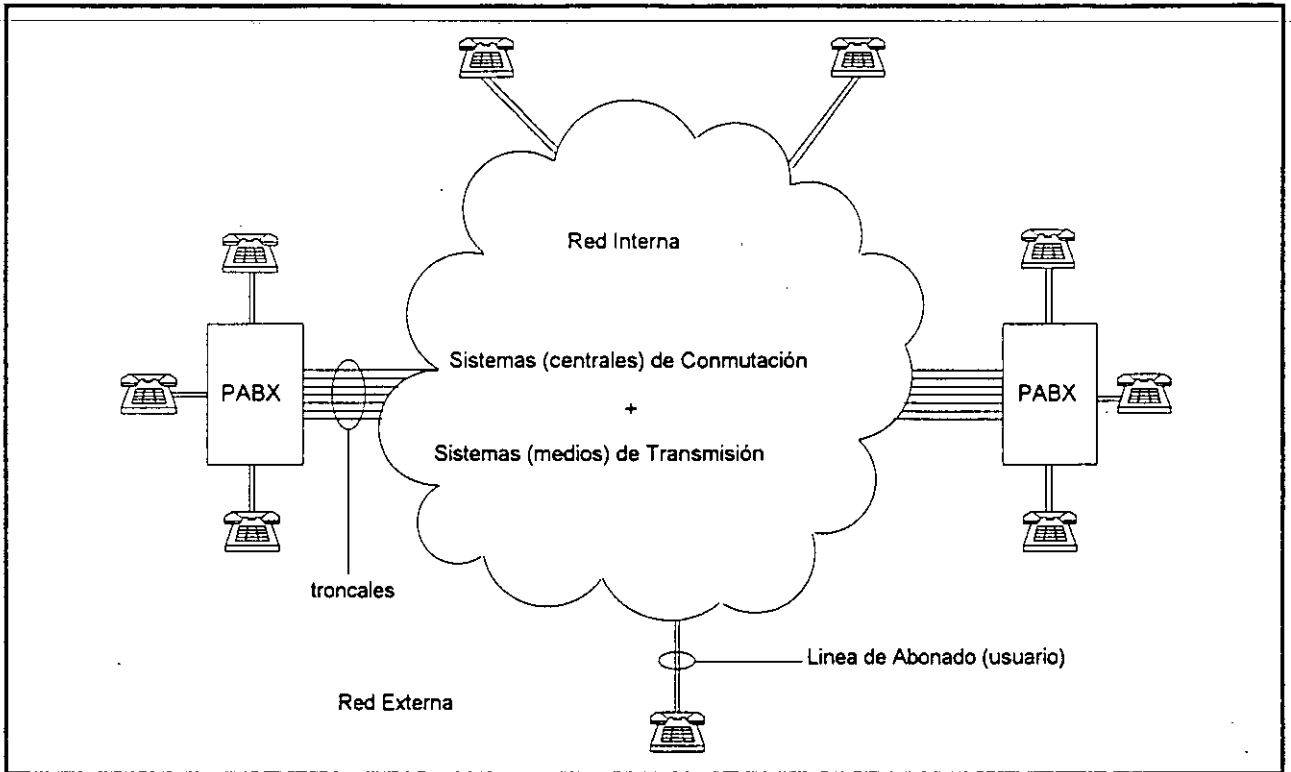 Red Interna
Sistemas (centrales) de Conmutación
PABX
PABX
+
Sistemas (medios) de Transmisión
troncales
Linea de Abonado (usuario)
Red Externa